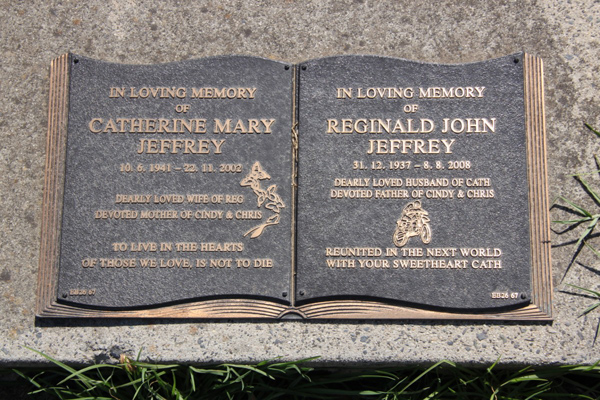 IN LOVING MEMORY
OF
CATHERINE MARY
JEFFREY
10. 6. 1941 – 22. 11. 2002
DEARLY LOVED WIFE OF REG
DEVOTED MOTHER OF CINDY & CHRIS
TO LIVE IN THE HEARTS
OF THOSE WE LOVE, IS NOT TO DIE
EB26 67
IN LOVING MEMORY
OF
REGINALD JOHN
JEFFREY
31. 12. 1937 – 8. 8. 2008
DEARLY LOVED HUSBAND OF CATH
DEVOTED FATHER OF CINDY & CHRIS
REUNITED IN THE NEXT WORLD
WITH YOUR SWEETHEART CATH
EB26 67